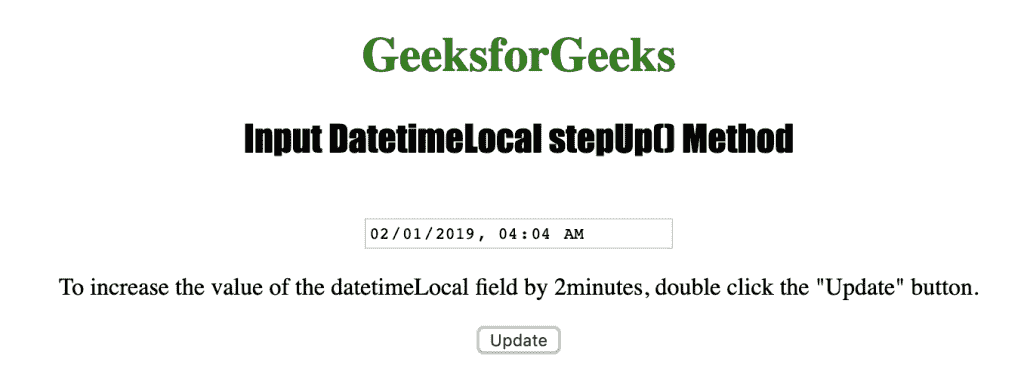 GeeksforGeeks
Input DatetimeLocal stepUp() Method
02/01/2019, 04:04 AM
To increase the value of the datetimeLocal field by 2minutes, double click the "Update" button.
Update